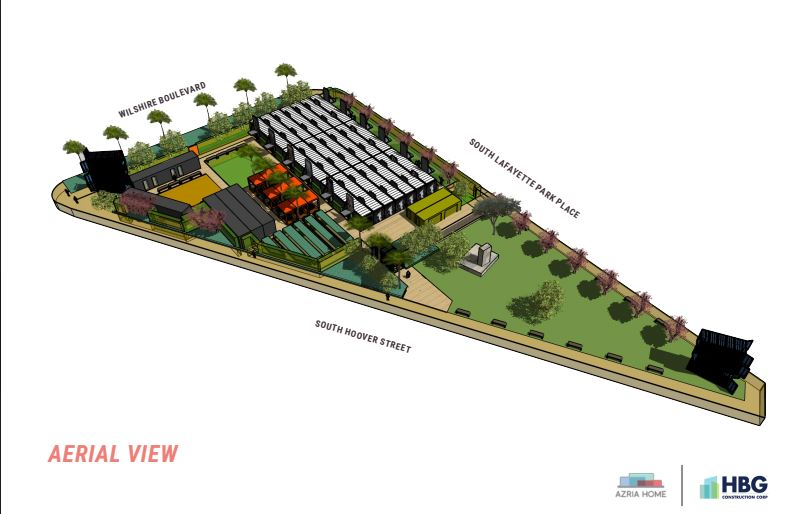 WILSHIRE BOULEVARD
SOUTH LAFAYETTE PARK PLACE
SOUTH HOOVER STREET
AERIAL VIEW
AZRIA HOME
HBG
CONSTRUCTION CORP